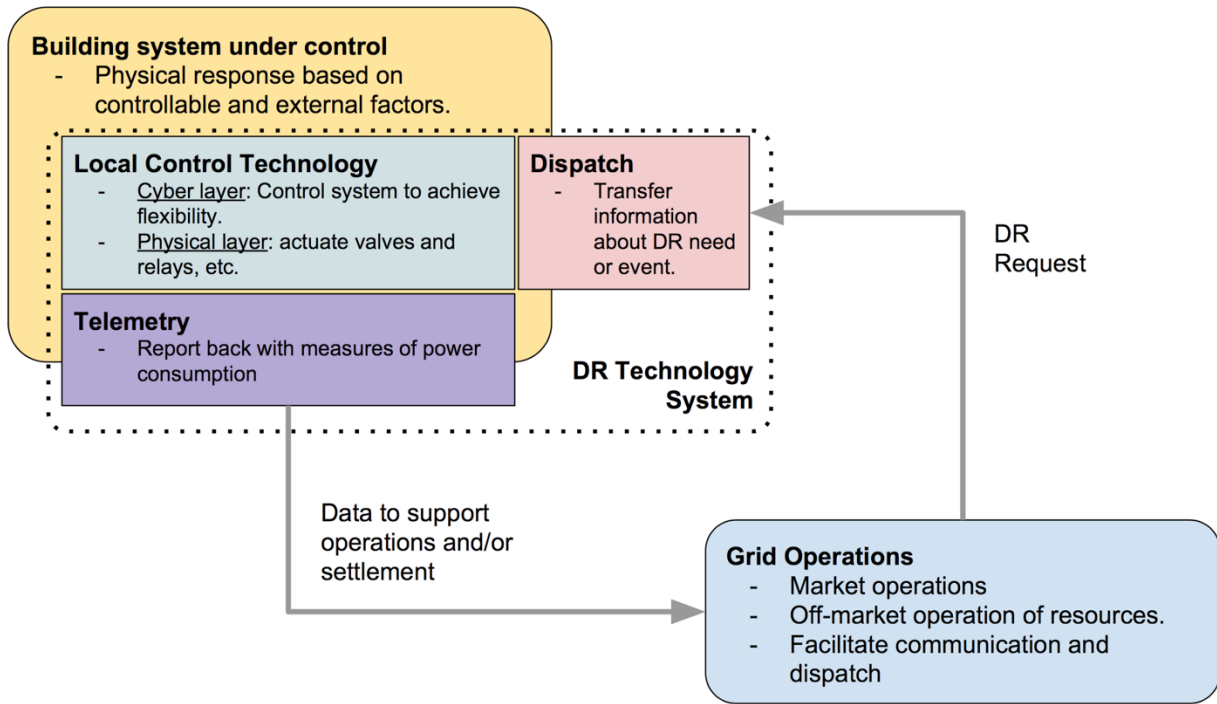 Building system under control
- Physical response based on
controllable and external factors.
Local Control Technology
- Cyber layer: Control system to achieve
flexibility.
- Physical layer: actuate valves and
relays, etc.
Dispatch
- Transfer
information
about DR need
or event.
Telemetry
- Report back with measures of power
consumption
DR Technology
System
DR
Request
Data to support
operations and/or
settlement
Grid Operations
- Market operations
- Off-market operation of resources.
- Facilitate communication and
dispatch